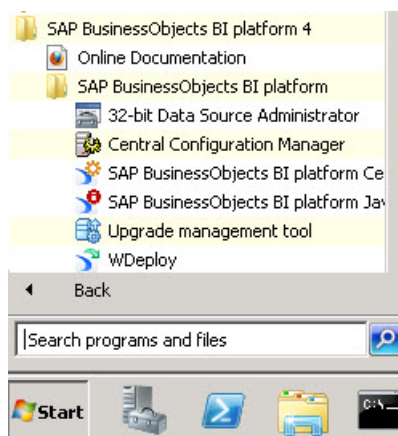 SAP BusinessObjects BI platform 4
Online Documentation
SAP BusinessObjects BI platform
32-bit Data Source Administrator
Central Configuration Manager
SAP BusinessObjects BI platform Ce
SAP BusinessObjects BI platform Jav
Upgrade management tool
WDeploy
Back
Search programs and files
Start
C:\